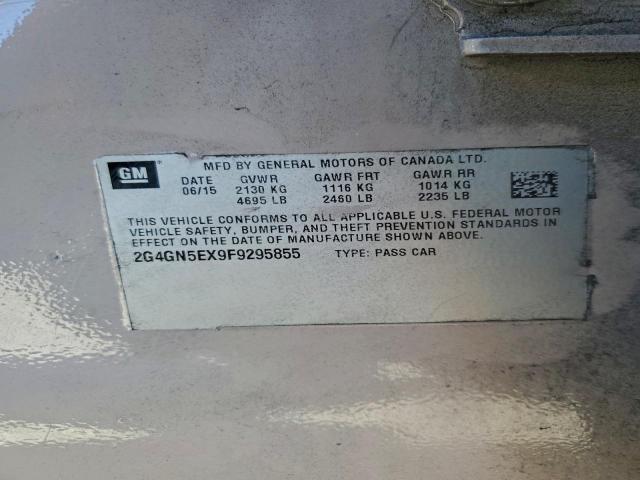 GM
MFD BY GENERAL MOTORS OF CANADA LTD.
DATE GVWR GAWR FRT GAWR RR
06/15 2130 KG 1116 KG 1014 KG
4695 LB 2460 LB 2235 LB
THIS VEHICLE CONFORMS TO ALL APPLICABLE U.S. FEDERAL MOTOR
VEHICLE SAFETY, BUMPER, AND THEFT PREVENTION STANDARDS IN
EFFECT ON THE DATE OF MANUFACTURE SHOWN ABOVE.
2G4GN5EX9F9295855 TYPE: PASS CAR